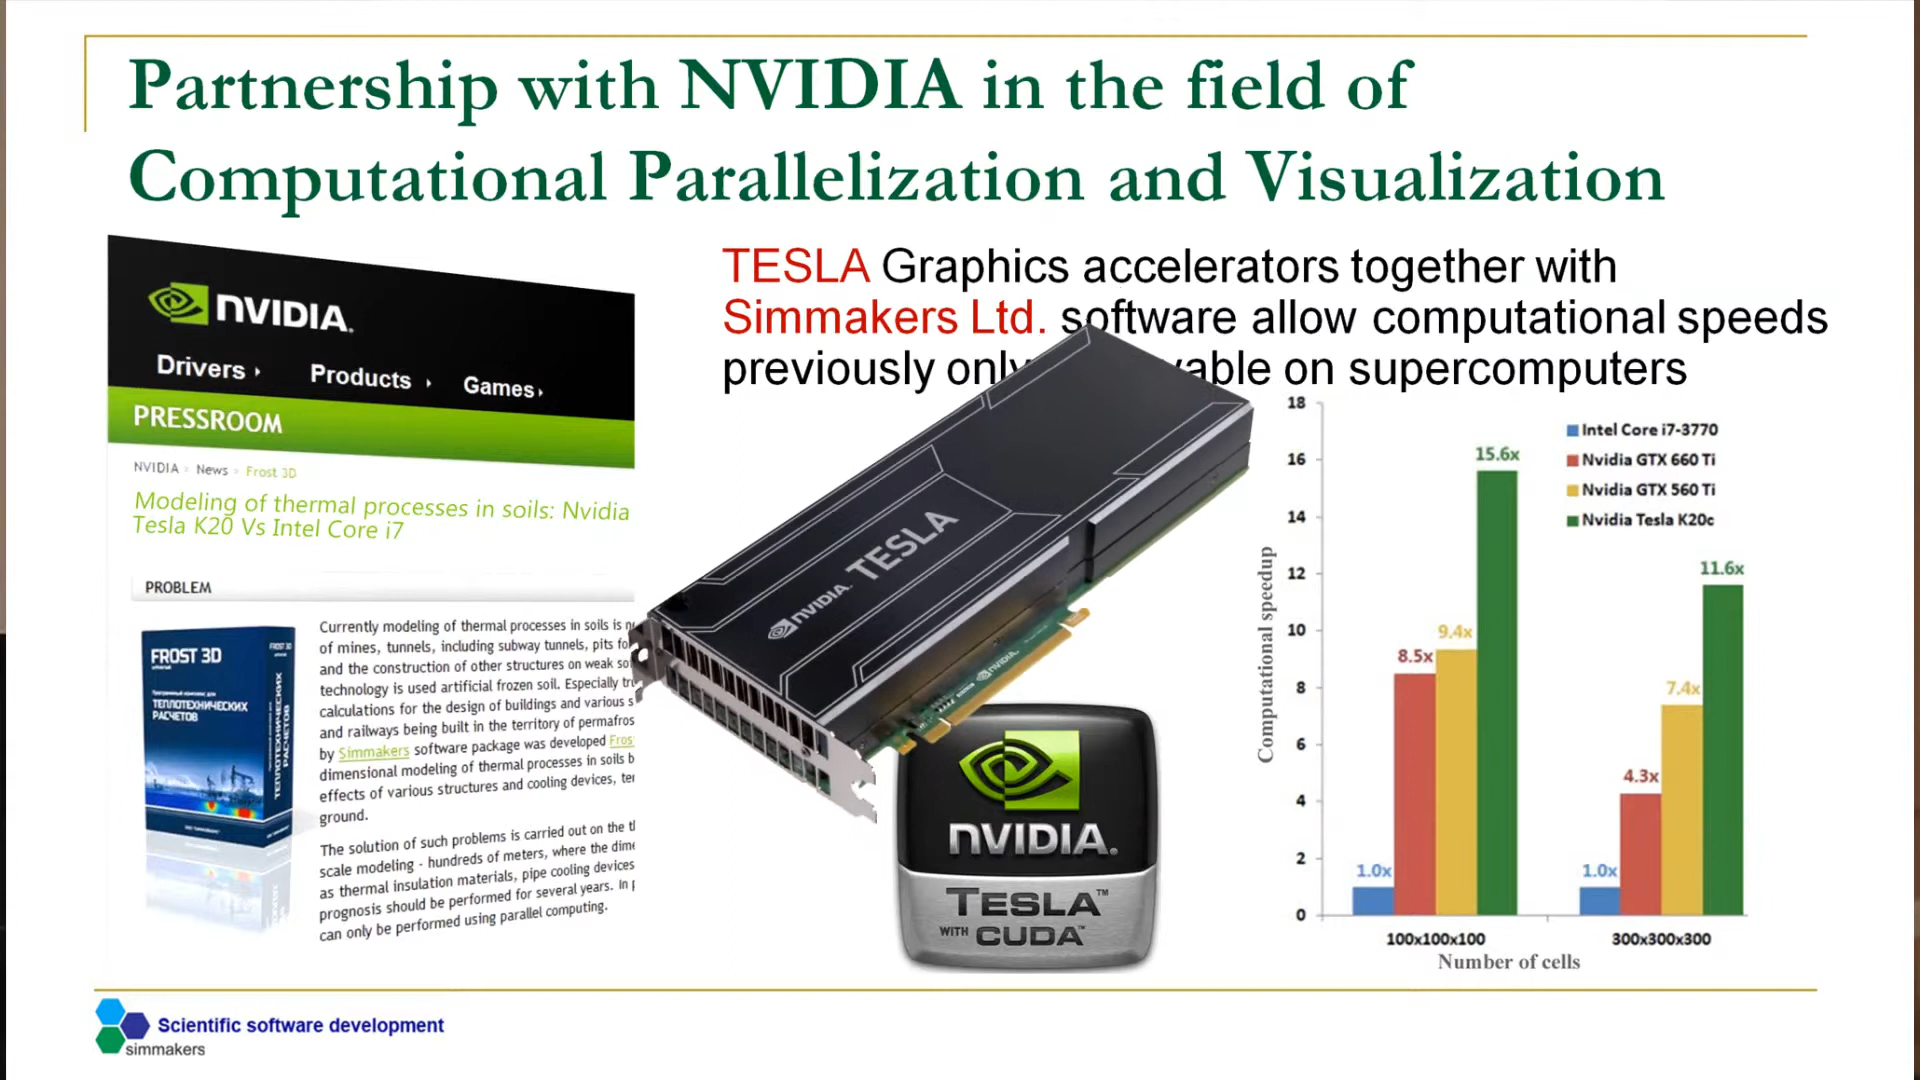 Partnership with NVIDIA in the field of
Computational Parallelization and Visualization
TESLA Graphics accelerators together with
Simmakers Ltd. software allow computational speeds
previously only able on supercomputers
NVIDIA.
Drivers Products Games
PRESSROOM
NVIDIA > News > Frost 3D
Modeling of thermal processes in soils: Nvidia
Tesla K20 Vs Intel Core i7
PROBLEM
Currently modeling of thermal processes in soils is
of mines, tunnels, including subway tunnels, pits
and the construction of other structures on weak
technology is used artificial frozen soil. Especially
calculations for the design of buildings and various
and railways being built in the territory of permafros
by Simmakers software package was developed Fros
dimensional modeling of thermal processes in soils
effects of various structures and cooling devices,
ground.
The solution of such problems is carried out on the
scale modeling - hundreds of meters, where the
as thermal insulation materials, pipe cooling devices
prognosis should be performed for several years. In
can only be performed using parallel computing.
FROST 3D
FROST 3D
ТЕПЛОТЕХНИЧЕСКИХ
РАСЧЕТОВ
ТЕПЛОТЕХНИЧЕСКИХ
РАСЧЕТОВ
NVIDIA. TESLA
NVIDIA.
NVIDIA.
TESLA™
WITH CUDA™
Computational speedup
18
16
14
12
10
8
6
4
2
0
Intel Core i7-3770
Nvidia GTX 660 Ti
Nvidia GTX 560 Ti
Nvidia Tesla K20c
1.0x
8.5x
9.4x
15.6x
1.0x
4.3x
7.4x
11.6x
100x100x100
300x300x300
Number of cells
Scientific software development
simmakers